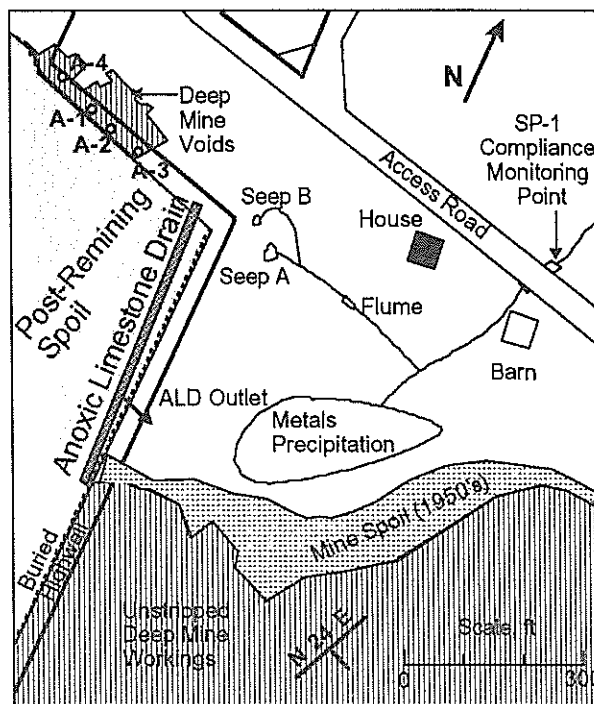 A-4
A-1
A-2
A-3
Deep
Mine
Voids
N
SP-1
Compliance
Monitoring
Point
Access Road
Seep B
House
Seep A
Flume
Post-Remining
Spoil
Anoxic Limestone Drain
ALD Outlet
Barn
Metals
Precipitation
Mine Spoil (1950's)
Buried
Highwall
Unstripped
Deep Mine
Workings
N 24 E
Scale, ft
0
300